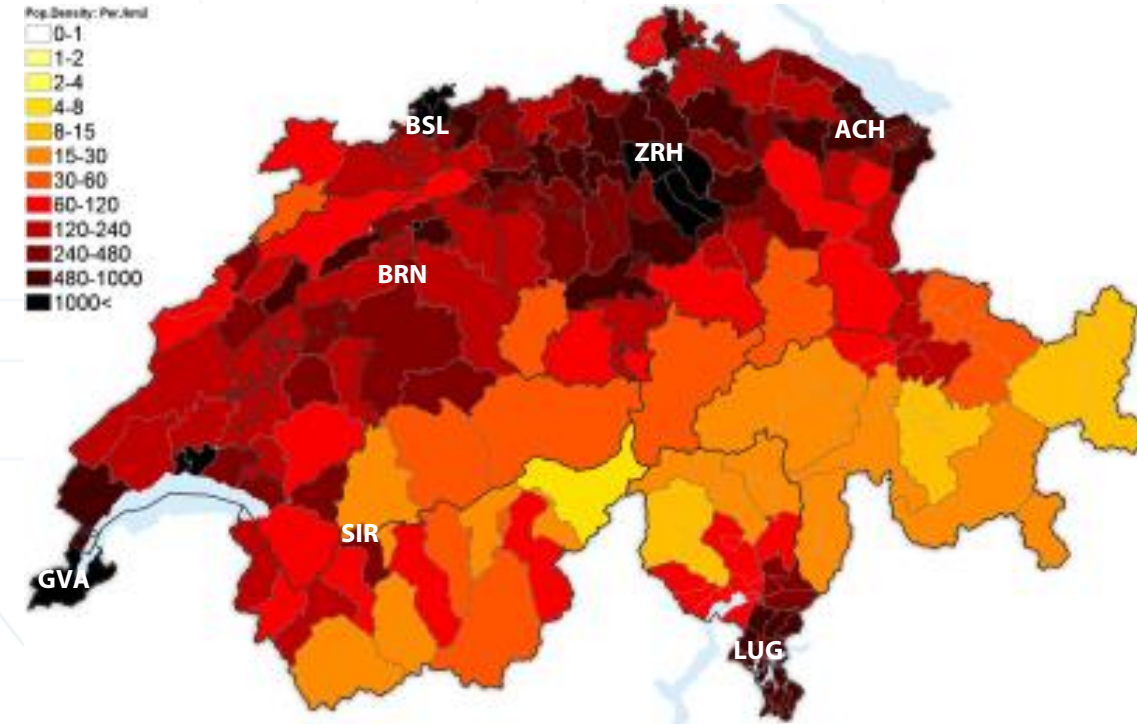 Pop.Density: Per./km2
0-1
1-2
2-4
4-8
8-15
15-30
30-60
60-120
120-240
240-480
480-1000
1000<
BSL
ACH
ZRH
BRN
SIR
GVA
LUG